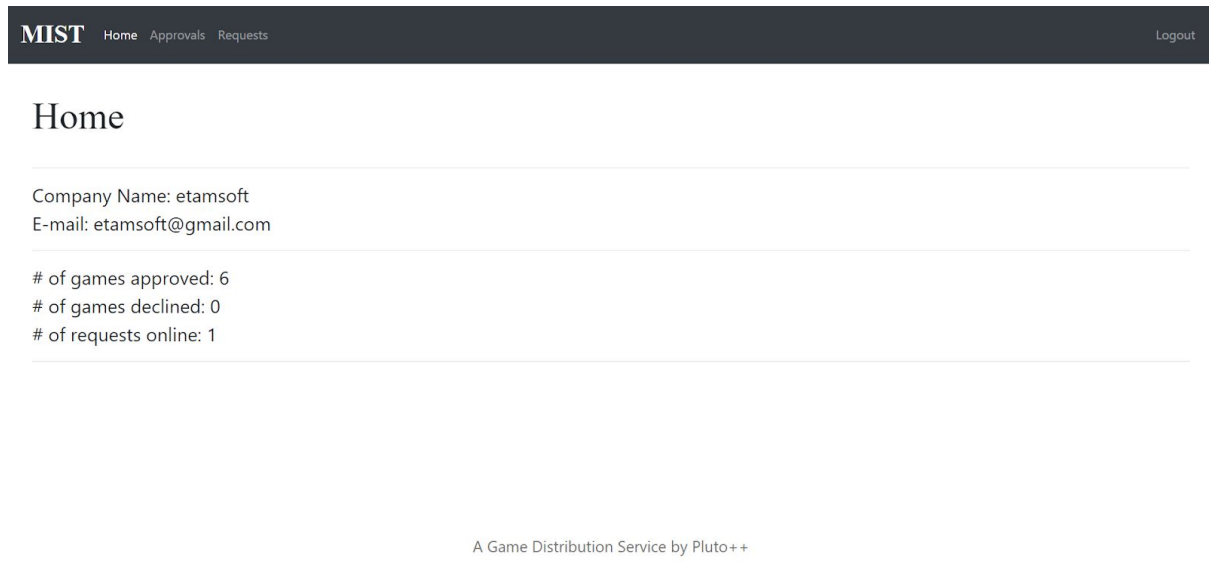 MIST Home Approvals Requests Logout
Home
Company Name: etamsoft
E-mail: etamsoft@gmail.com
# of games approved: 6
# of games declined: 0
# of requests online: 1
A Game Distribution Service by Pluto++